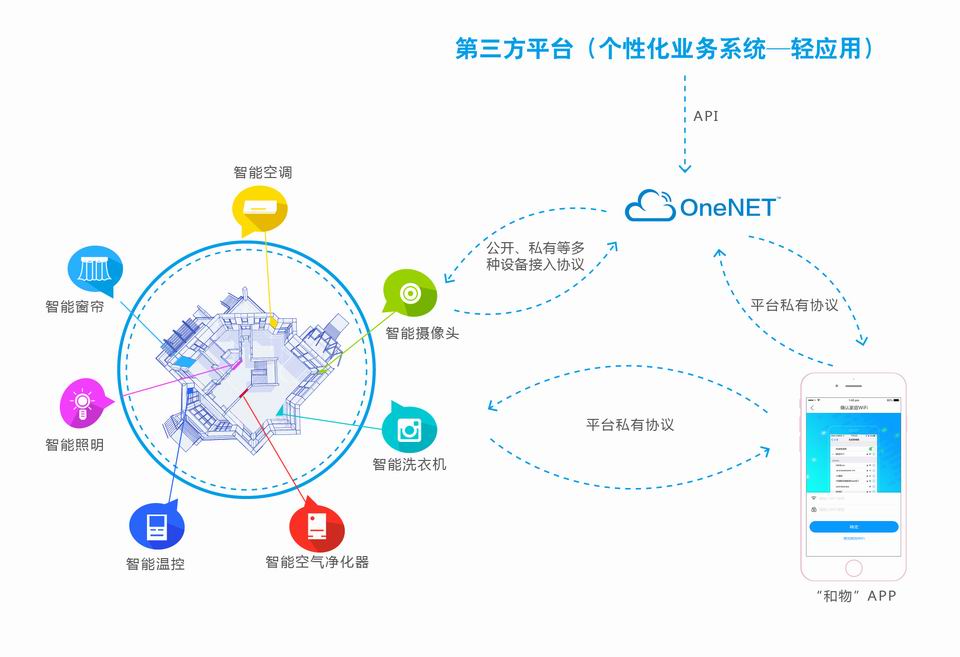 第三方平台（个性化业务系统—轻应用）
API
OneNET™
智能空调
公开、私有等多
种设备接入协议
智能窗帘
平台私有协议
智能摄像头
平台私有协议
智能照明
智能洗衣机
智能温控
智能空气净化器
确认家庭WiFi
确定
“和物”APP